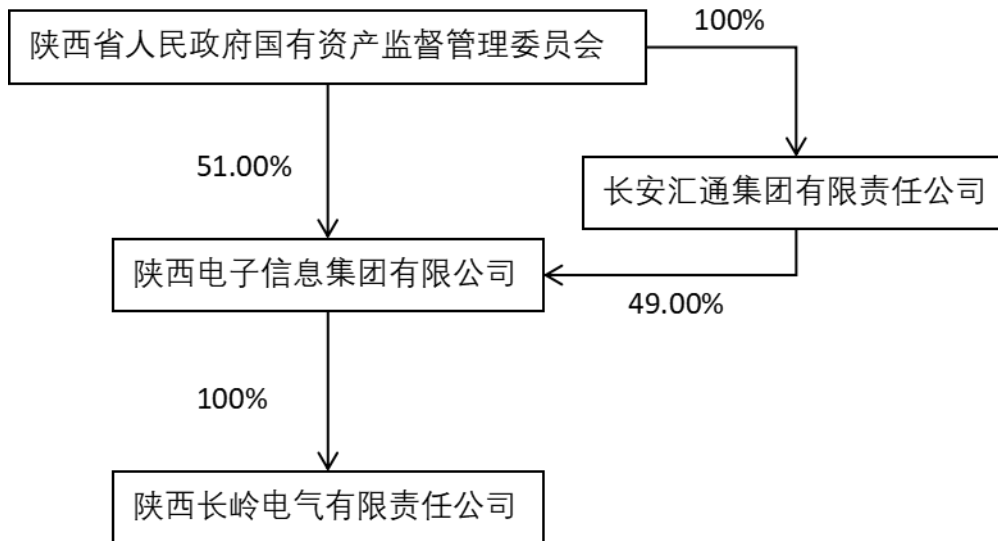 陕西省人民政府国有资产监督管理委员会
100%
51.00%
长安汇通集团有限责任公司
陕西电子信息集团有限公司
49.00%
100%
陕西长岭电气有限责任公司